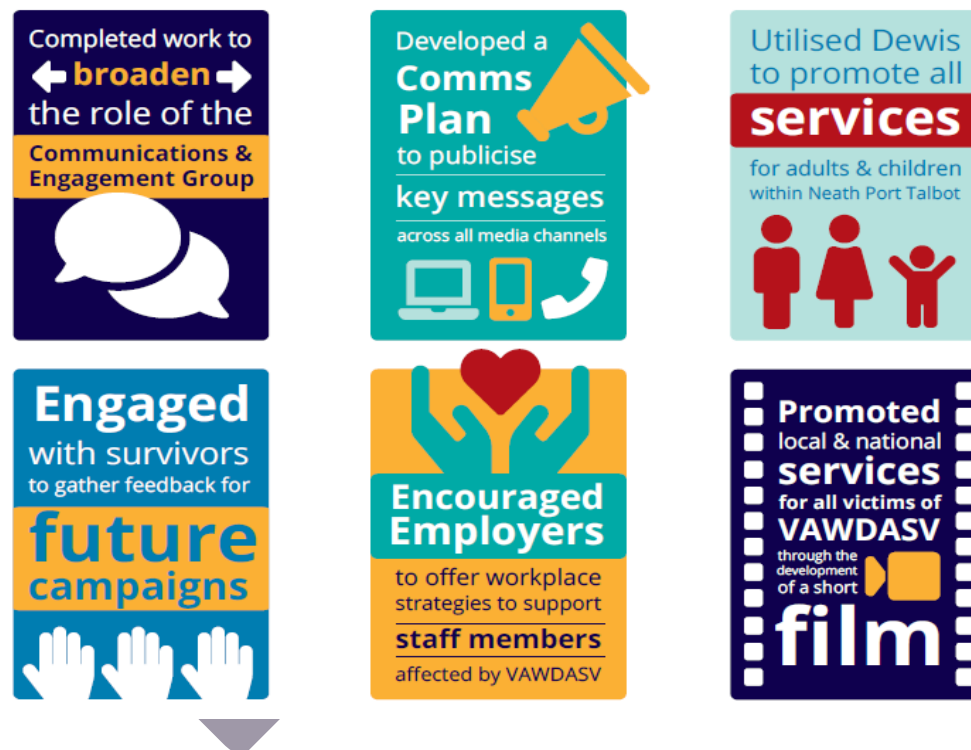 Completed work to
broaden
the role of the
Communications &
Engagement Group
Developed a
Comms
Plan
to publicise
key messages
across all media channels
Utilised Dewis
to promote all
services
for adults & children
within Neath Port Talbot
Engaged
with survivors
to gather feedback for
future
campaigns
Encouraged
Employers
to offer workplace
strategies to support
staff members
affected by VAWDASV
Promoted
local & national
services
for all victims of
VAWDASV
through the
development
of a short
film